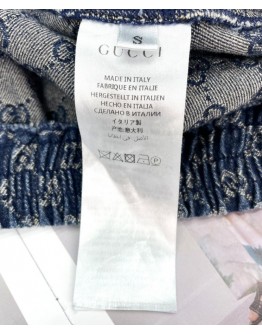 S
GUCCI
MADE IN ITALY
FABRIQUE EN ITALIE
HERGESTELLT IN ITALIEN
HECHO EN ITALIA
СДЕЛАНО В ИТАЛИИ
イタリア製
产地:意大利